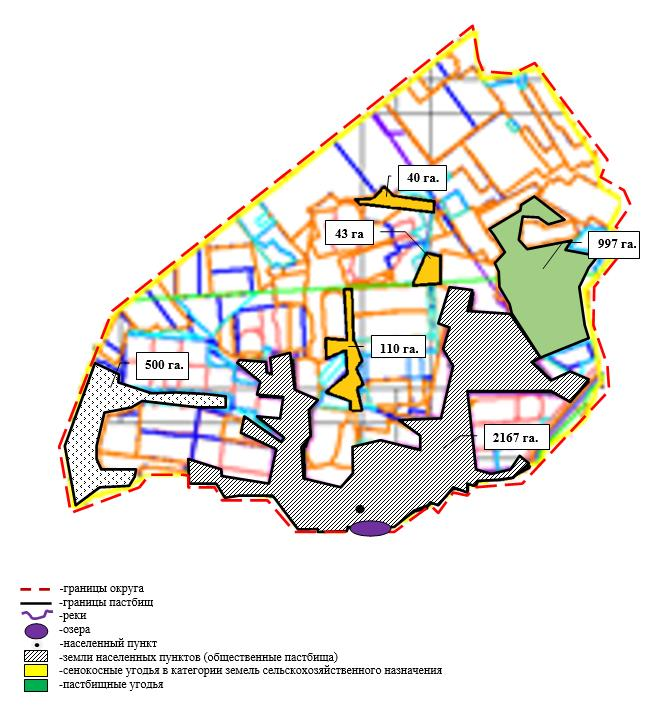 40 га.
43 га
997 га.
110 га.
500 га.
2167 га.
-границы округа
-границы пастбищ
-реки
-озера
-населенный пункт
-земли населенных пунктов (общественные пастбища)
-сенокосные угодья в категории земель сельскохозяйственного назначения
-пастбищные угодья